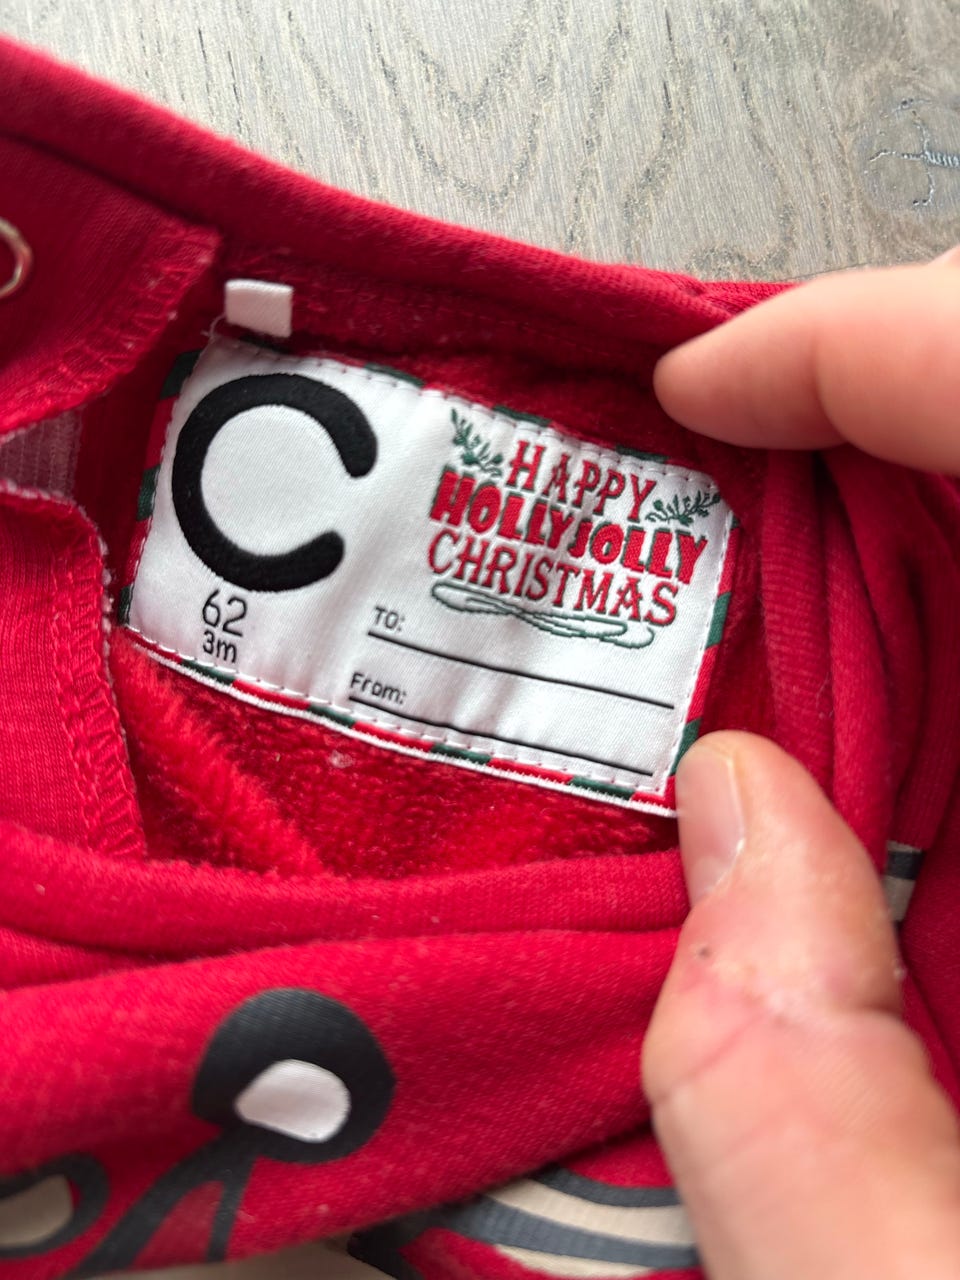 C
62
3m
HAPPY
HOLLY JOLLY
CHRISTMAS
TO:
From: